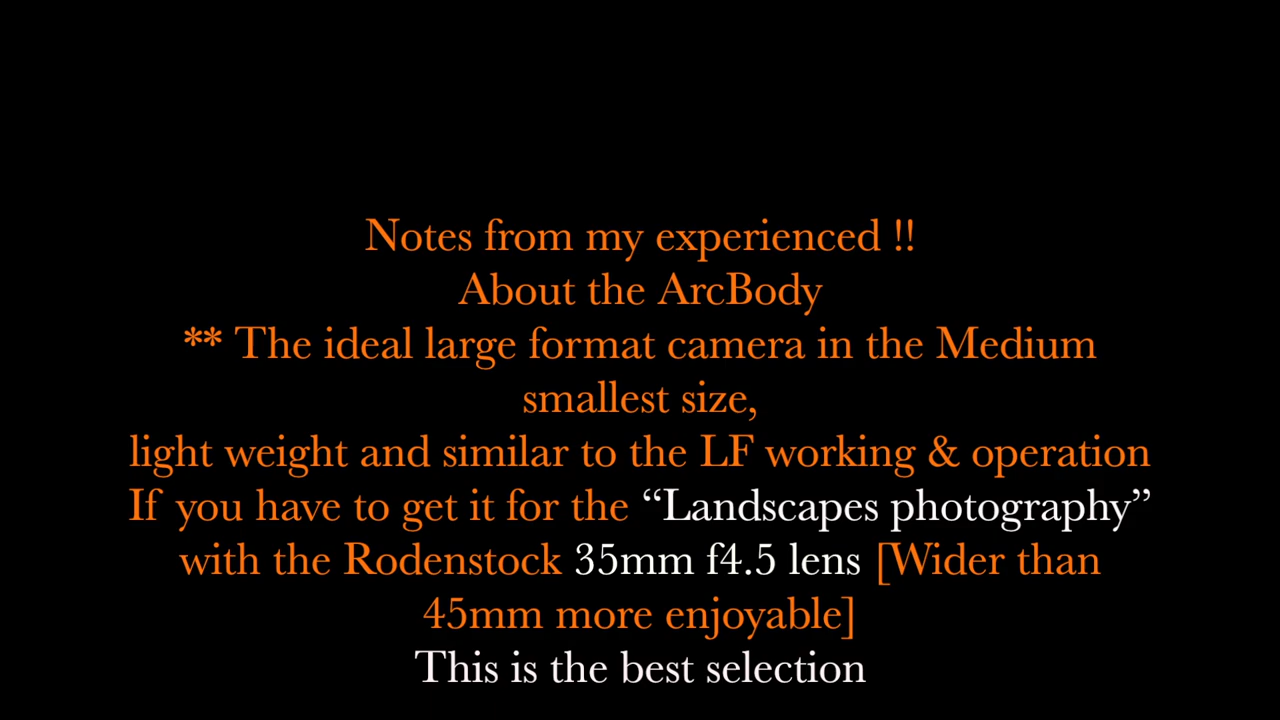 Notes from my experienced !!
About the ArcBody
** The ideal large format camera in the Medium
smallest size,
light weight and similar to the LF working & operation
If you have to get it for the “Landscapes photography”
with the Rodenstock 35mm f4.5 lens [Wider than
45mm more enjoyable]
This is the best selection